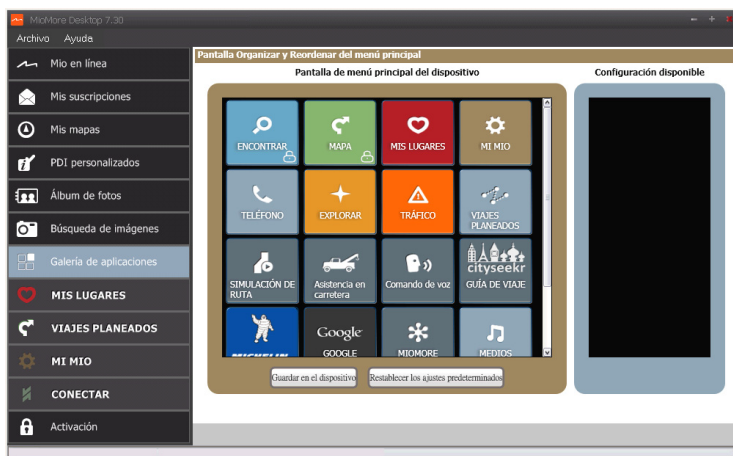 MioMore Desktop 7.30
Archivo Ayuda
Mio en línea
Mis suscripciones
Mis mapas
PDI personalizados
Álbum de fotos
Búsqueda de imágenes
Galería de aplicaciones
MIS LUGARES
VIAJES PLANEADOS
MI MIO
CONECTAR
Activación
Pantalla Organizar y Reordenar del menú principal
Pantalla de menú principal del dispositivo
ENCONTRAR
MAPA
MIS LUGARES
MI MIO
TELÉFONO
EXPLORAR
TRÁFICO
VIAJES
PLANEADOS
SIMULACIÓN DE
RUTA
Asistencia en
carretera
Comando de voz
cityseekr
GUÍA DE VIAJE
MICHELIN
Google
GOOGLE
MIOMORE
MEDIOS
Guardar en el dispositivo
Restablecer los ajustes predeterminados
Configuración disponible